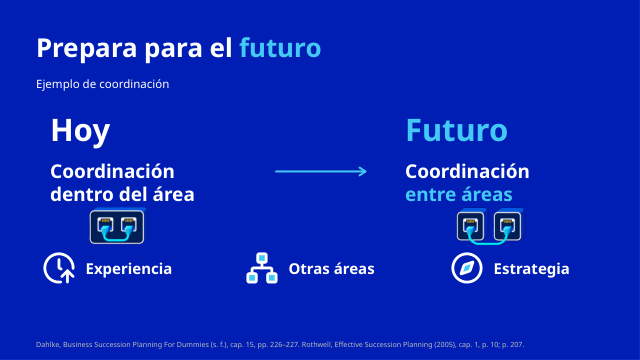 Prepara para el futuro
Ejemplo de coordinación
Hoy
Futuro
Coordinación
dentro del área
Coordinación
entre áreas
Experiencia
Otras áreas
Estrategia
Dahlke, Business Succession Planning For Dummies (s. f.), cap. 15, pp. 226–227. Rothwell, Effective Succession Planning (2005), cap. 1, p. 10; p. 207.